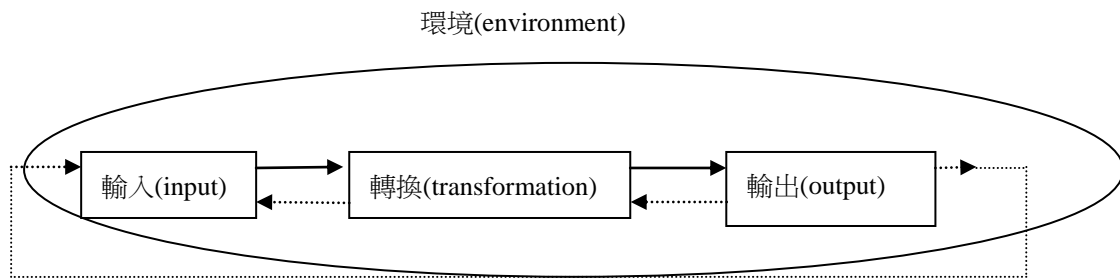 環境(environment)
輸入(input)
轉換(transformation)
輸出(output)